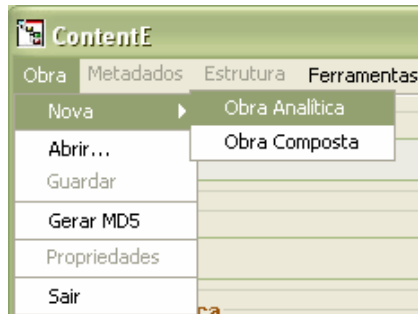 ContentE
Obra Metadados Estrutura Ferramentas
Nova Obra Analítica
Obra Composta
Abrir...
Guardar
Gerar MD5
Propriedades
Sair